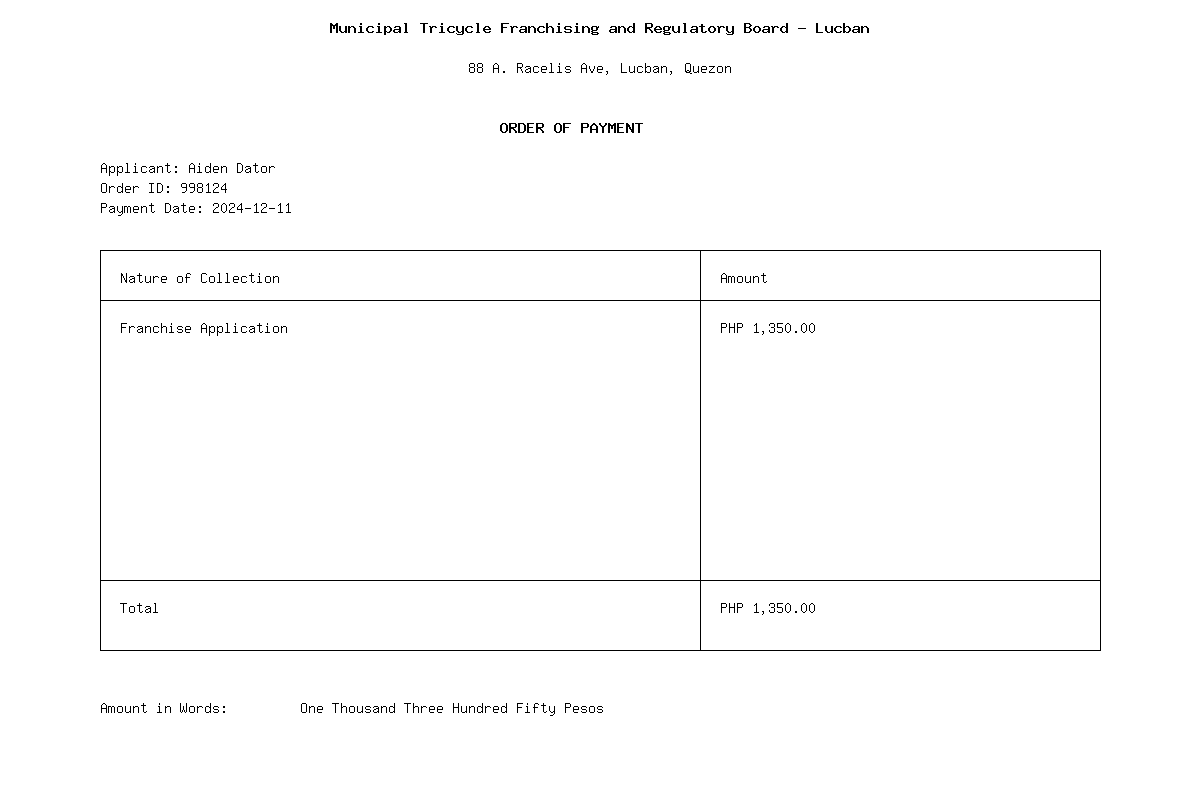 Municipal Tricycle Franchising and Regulatory Board - Lucban
88 A. Racelis Ave, Lucban, Quezon
ORDER OF PAYMENT
Applicant: Aiden Dator
Order ID: 998124
Payment Date: 2024-12-11
Nature of Collection Amount
Franchise Application PHP 1,350.00
Total PHP 1,350.00
Amount in Words: One Thousand Three Hundred Fifty Pesos